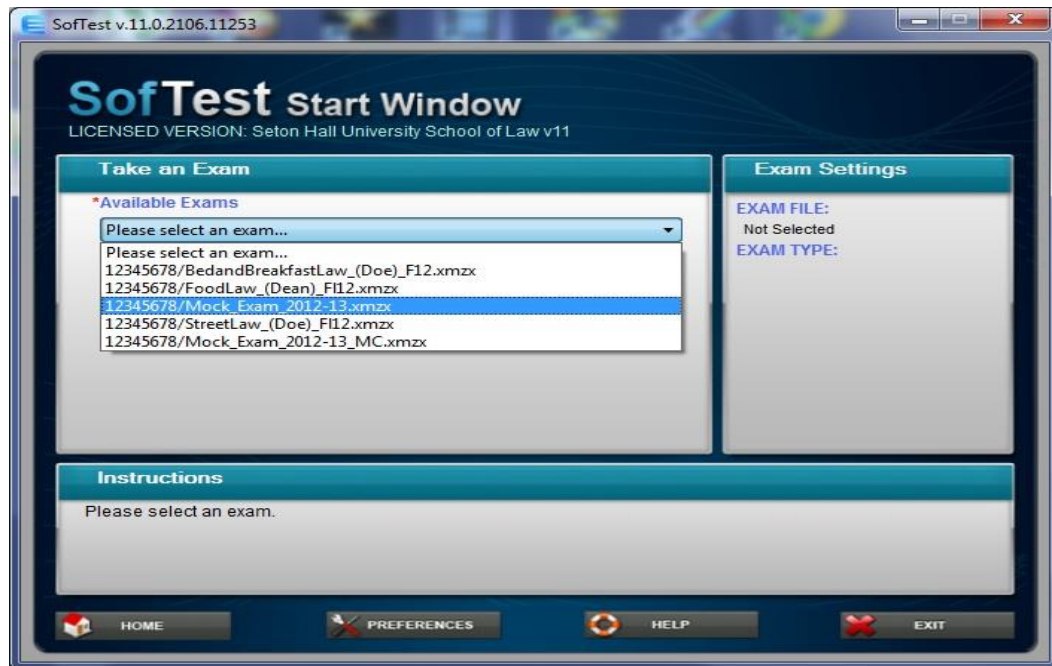 SofTest v.11.0.2106.11253
SofTest Start Window
LICENSED VERSION: Seton Hall University School of Law v11
Take an Exam
*Available Exams
Please select an exam...
Please select an exam...
12345678/BedandBreakfastLaw_(Doe)_F12.xmzx
12345678/FoodLaw_(Dean)_Fl12.xmzx
12345678/Mock_Exam_2012-13.xmzx
12345678/StreetLaw_(Doe)_Fl12.xmzx
12345678/Mock_Exam_2012-13_MC.xmzx
Exam Settings
EXAM FILE:
Not Selected
EXAM TYPE:
Instructions
Please select an exam.
HOME
PREFERENCES
HELP
EXIT